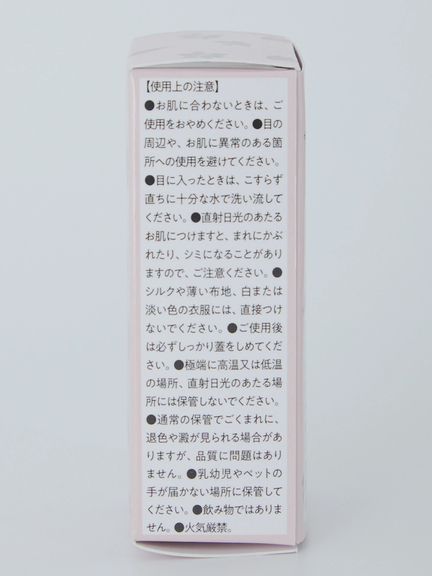 【使用上の注意】
●お肌に合わないときは、ご
使用をおやめください。●目の
周辺や、お肌に異常のある箇
所への使用を避けてください。
●目に入ったときは、こすらず
直ちに十分な水で洗い流して
ください。●直射日光のあたる
お肌につけますと、まれにかぶ
れたり、シミになることがあり
ますので、ご注意ください。●
シルクや薄い布地、白または
淡い色の衣服には、直接つけ
ないでください。●ご使用後
は必ずしっかり蓋をしめてくだ
さい。●極端に高温又は低温
の場所、直射日光のあたる場
所には保管しないでください。
●通常の保管でごくまれに、
退色や澱が見られる場合があ
りますが、品質に問題はあり
ません。●乳幼児やペットの
手が届かない場所に保管して
ください。●飲み物ではありま
せん。●火気厳禁。